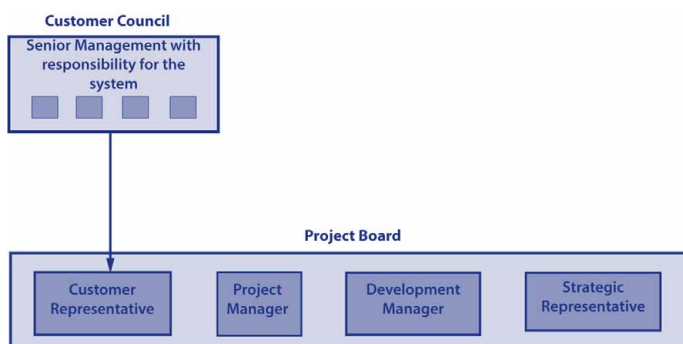 Customer Council
Senior Management with
responsibility for the
system
Project Board
Customer
Representative
Project
Manager
Development
Manager
Strategic
Representative